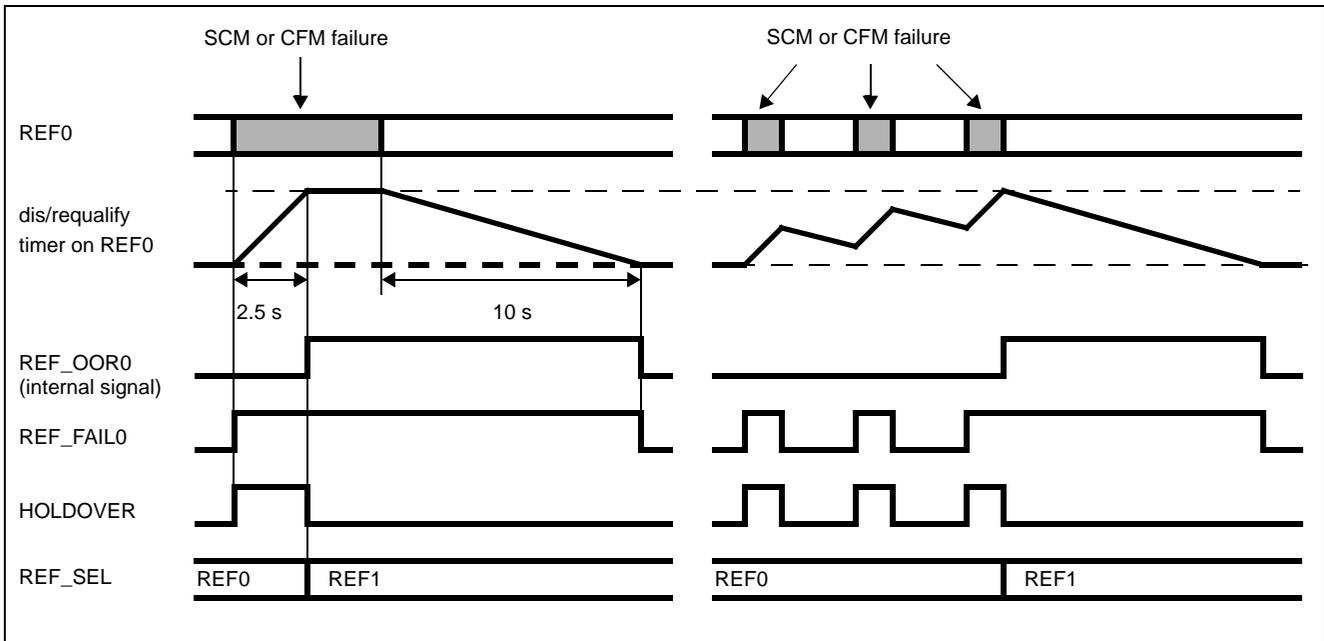 SCM or CFM failure
SCM or CFM failure
REF0
dis/requalify
timer on REF0
2.5 s
10 s
REF_OOR0
(internal signal)
REF_FAIL0
HOLDOVER
REF_SEL
REF0
REF1
REF0
REF1